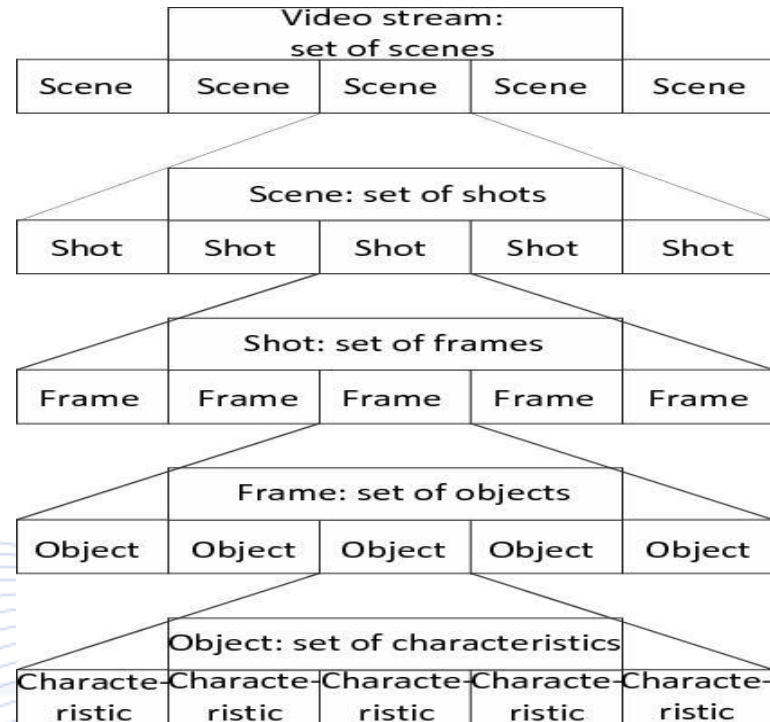 Video stream:
set of scenes
Scene Scene Scene Scene Scene
Scene: set of shots
Shot Shot Shot Shot Shot
Shot: set of frames
Frame Frame Frame Frame Frame
Frame: set of objects
Object Object Object Object Object
Object: set of characteristics
Characte- Characte- Characte- Characte- Characte-
ristic ristic ristic ristic ristic